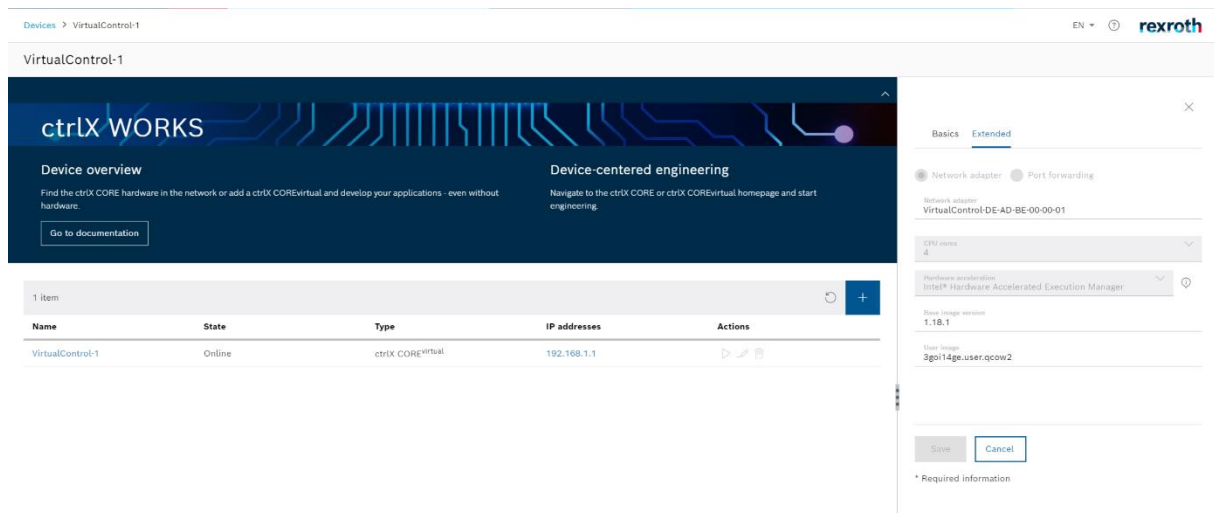 Devices > VirtualControl-1
EN
rexroth
VirtualControl-1
ctrlX WORKS
Device overview
Find the ctrlX CORE hardware in the network or add a ctrlX COREvirtual and develop your applications - even without
hardware.
Go to documentation
Device-centered engineering
Navigate to the ctrlX CORE or ctrlX COREvirtual homepage and start
engineering.
1 item
+
Name State Type IP addresses Actions
VirtualControl-1 Online ctrlX COREvirtual 192.168.1.1
Basics Extended
Network adapter Port forwarding
Network adapter
VirtualControl-DE-AD-BE-00-00-01
CPU cores
4
Hardware acceleration
Intel® Hardware Accelerated Execution Manager
Base image version
1.18.1
User image
3goi14ge.user.qcow2
Save Cancel
* Required information